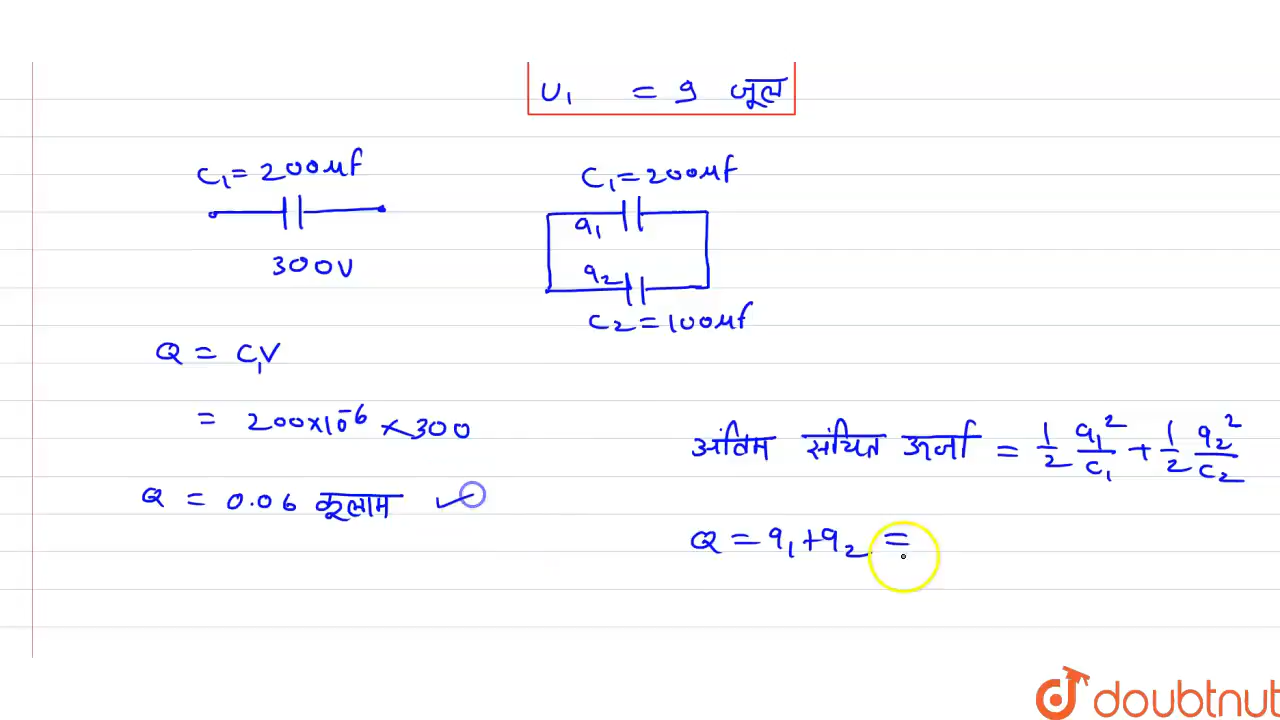 U₁ = 9 जूल
C₁ = 200μf
300V
C₁ = 200μf
q₁
q₂
C₂ = 100μf
Q = C₁V
= 200×10⁻⁶ × 300
Q = 0.06 कूलाम
अंतिम संचित ऊर्जा = 1/2 q₁²/C₁ + 1/2 q₂²/C₂
Q = q₁ + q₂ =
doubtnut